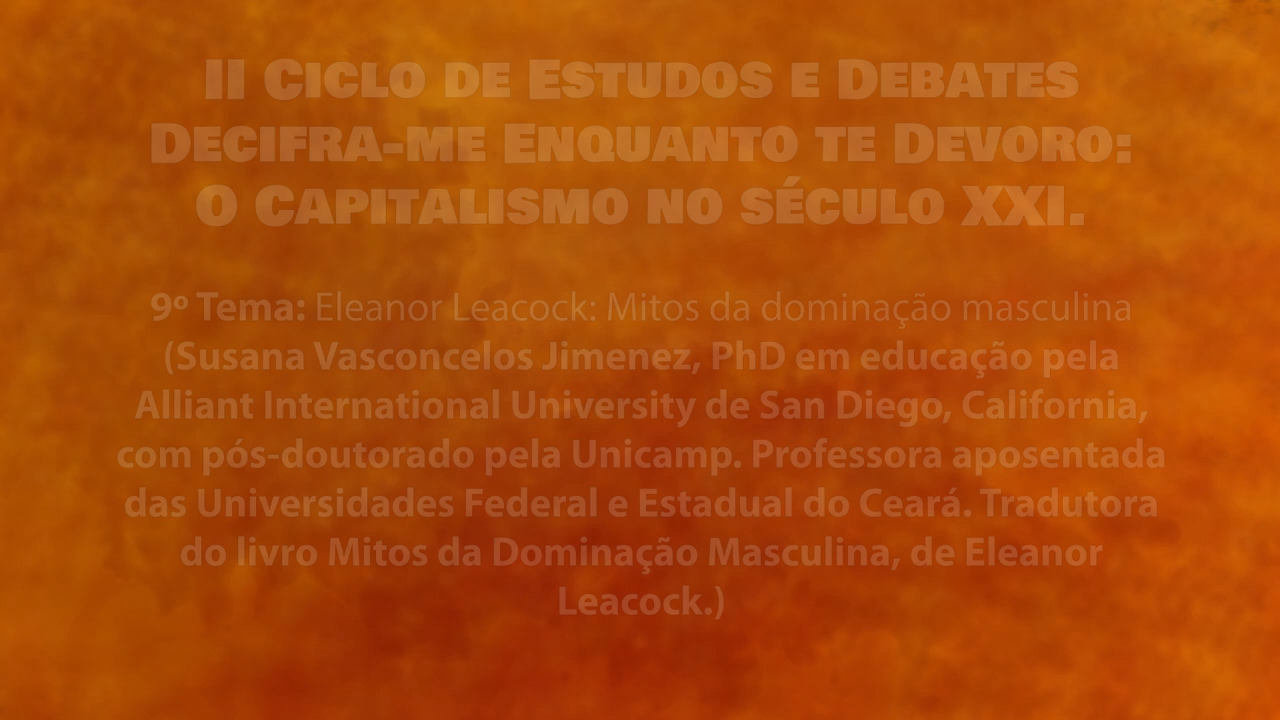 II Ciclo de Estudos e Debates
Decifra-me Enquanto te Devoro:
O Capitalismo no século XXI.
9º Tema: Eleanor Leacock: Mitos da dominação masculina
(Susana Vasconcelos Jimenez, PhD em educação pela
Alliant International University de San Diego, California,
com pós-doutorado pela Unicamp. Professora aposentada
das Universidades Federal e Estadual do Ceará. Tradutora
do livro Mitos da Dominação Masculina, de Eleanor
Leacock.)